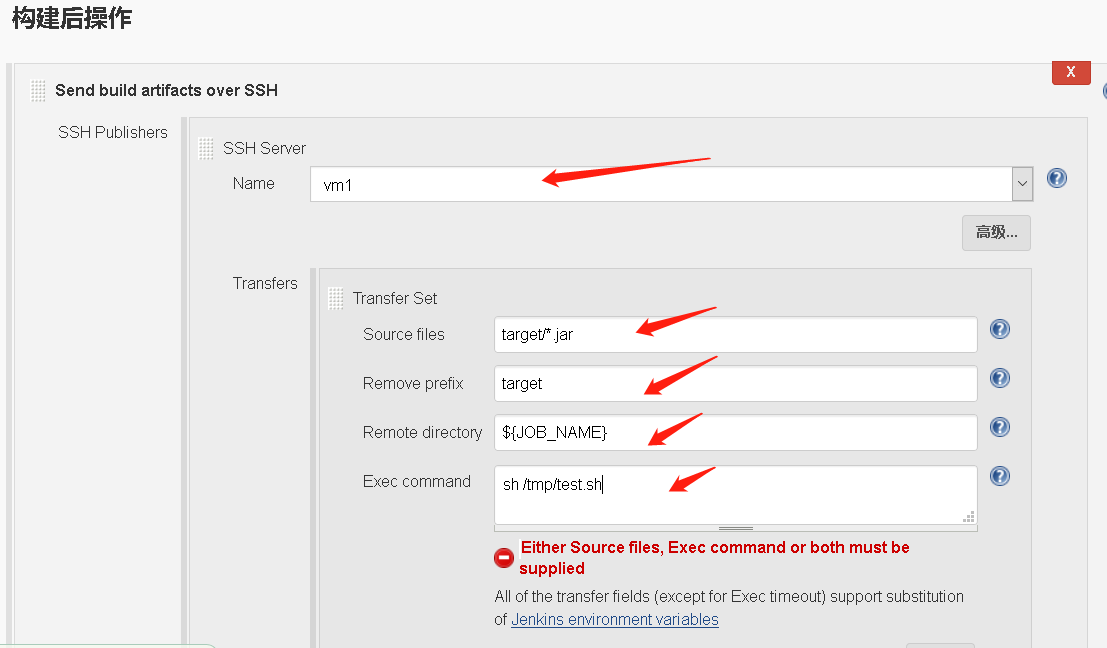 构建后操作
X
Send build artifacts over SSH
SSH Publishers
SSH Server
Name
vm1
高级...
Transfers
Transfer Set
Source files
target/*.jar
Remove prefix
target
Remote directory
${JOB_NAME}
Exec command
sh /tmp/test.sh
Either Source files, Exec command or both must be
supplied
All of the transfer fields (except for Exec timeout) support substitution
of Jenkins environment variables